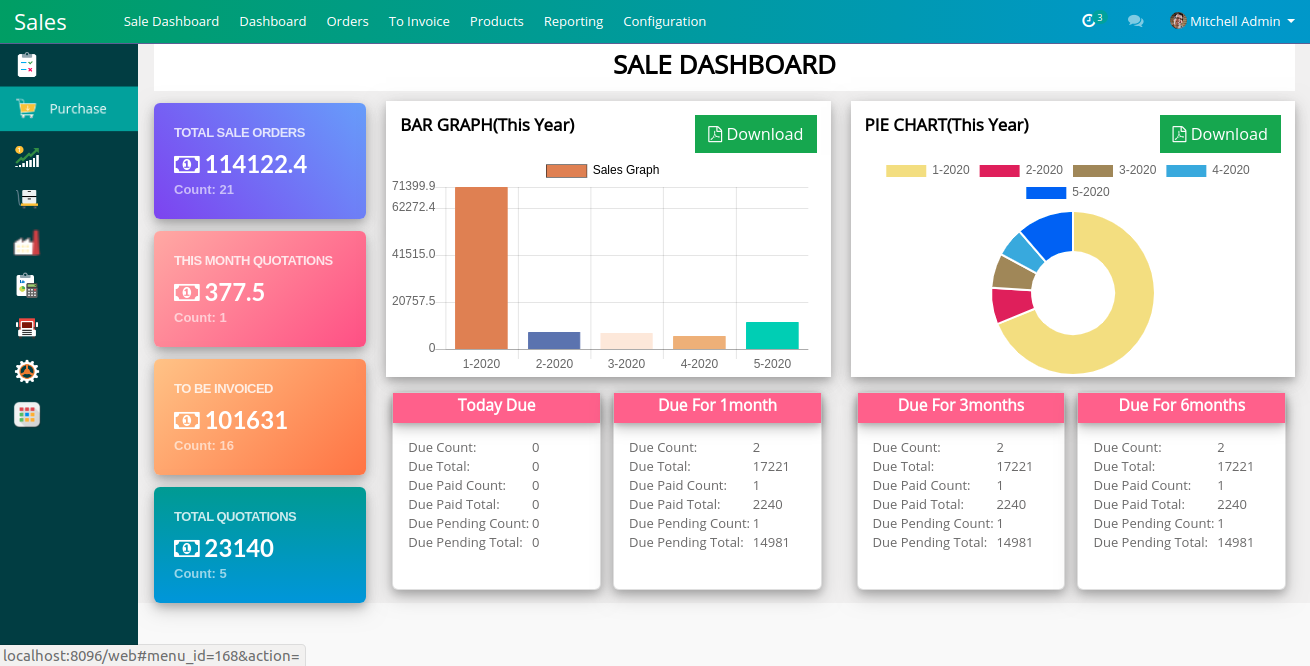 Sales
Sale Dashboard
Dashboard
Orders
To Invoice
Products
Reporting
Configuration
3
Mitchell Admin
Purchase
SALE DASHBOARD
TOTAL SALE ORDERS
114122.4
Count: 21
THIS MONTH QUOTATIONS
377.5
Count: 1
TO BE INVOICED
101631
Count: 16
TOTAL QUOTATIONS
23140
Count: 5
BAR GRAPH(This Year)
Download
Sales Graph
71399.9
62272.4
41515.0
20757.5
0
1-2020 2-2020 3-2020 4-2020 5-2020
PIE CHART(This Year)
Download
1-2020 2-2020 3-2020 4-2020
5-2020
Today Due
Due Count: 0
Due Total: 0
Due Paid Count: 0
Due Paid Total: 0
Due Pending Count: 0
Due Pending Total: 0
Due For 1month
Due Count: 2
Due Total: 17221
Due Paid Count: 1
Due Paid Total: 2240
Due Pending Count: 1
Due Pending Total: 14981
Due For 3months
Due Count: 2
Due Total: 17221
Due Paid Count: 1
Due Paid Total: 2240
Due Pending Count: 1
Due Pending Total: 14981
Due For 6months
Due Count: 2
Due Total: 17221
Due Paid Count: 1
Due Paid Total: 2240
Due Pending Count: 1
Due Pending Total: 14981
localhost:8096/web#menu_id=168&action=